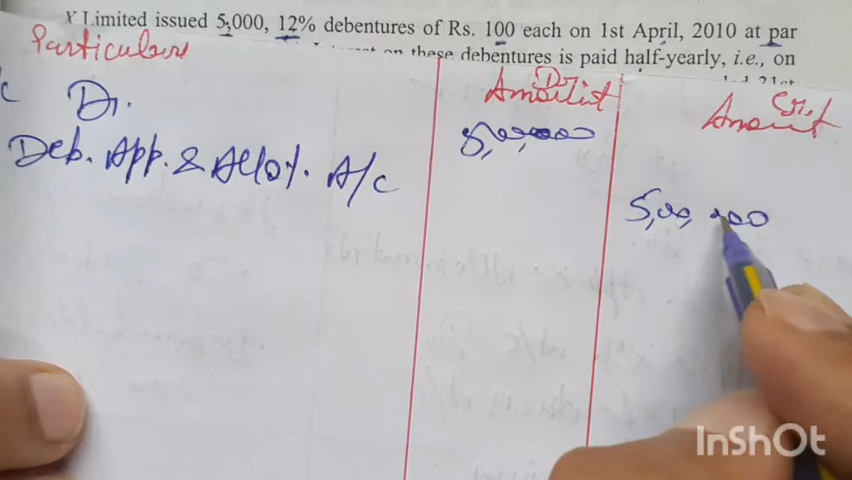 X Limited issued 5,000, 12% debentures of Rs. 100 each on 1st April, 2010 at par
on these debentures is paid half-yearly, i.e., on
Particulars
Dr.
Amount
Cr.
Amount
Dr.
5,00,000
Deb. App. & Allot. A/c
5,00,000
InShOt